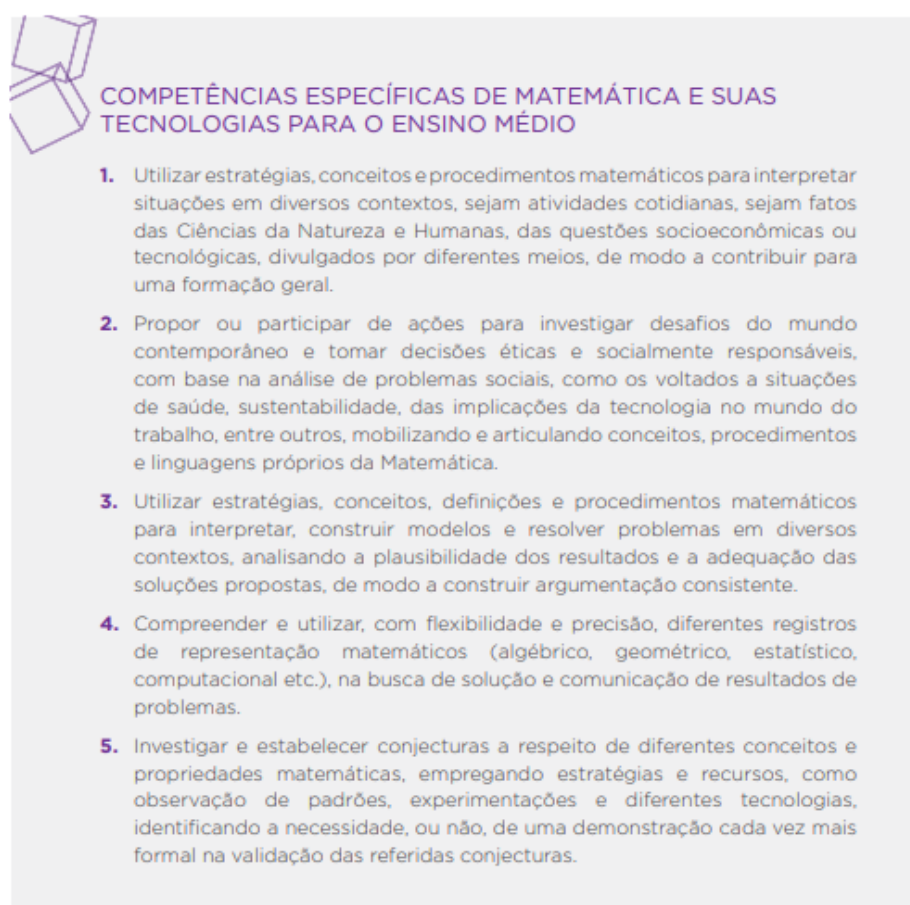 COMPETÊNCIAS ESPECÍFICAS DE MATEMÁTICA E SUAS
TECNOLOGIAS PARA O ENSINO MÉDIO
1. Utilizar estratégias, conceitos e procedimentos matemáticos para interpretar
situações em diversos contextos, sejam atividades cotidianas, sejam fatos
das Ciências da Natureza e Humanas, das questões socioeconômicas ou
tecnológicas, divulgados por diferentes meios, de modo a contribuir para
uma formação geral.
2. Propor ou participar de ações para investigar desafios do mundo
contemporâneo e tomar decisões éticas e socialmente responsáveis,
com base na análise de problemas sociais, como os voltados a situações
de saúde, sustentabilidade, das implicações da tecnologia no mundo do
trabalho, entre outros, mobilizando e articulando conceitos, procedimentos
e linguagens próprios da Matemática.
3. Utilizar estratégias, conceitos, definições e procedimentos matemáticos
para interpretar, construir modelos e resolver problemas em diversos
contextos, analisando a plausibilidade dos resultados e a adequação das
soluções propostas, de modo a construir argumentação consistente.
4. Compreender e utilizar, com flexibilidade e precisão, diferentes registros
de representação matemáticos (algébrico, geométrico, estatístico,
computacional etc.), na busca de solução e comunicação de resultados de
problemas.
5. Investigar e estabelecer conjecturas a respeito de diferentes conceitos e
propriedades matemáticas, empregando estratégias e recursos, como
observação de padrões, experimentações e diferentes tecnologias,
identificando a necessidade, ou não, de uma demonstração cada vez mais
formal na validação das referidas conjecturas.